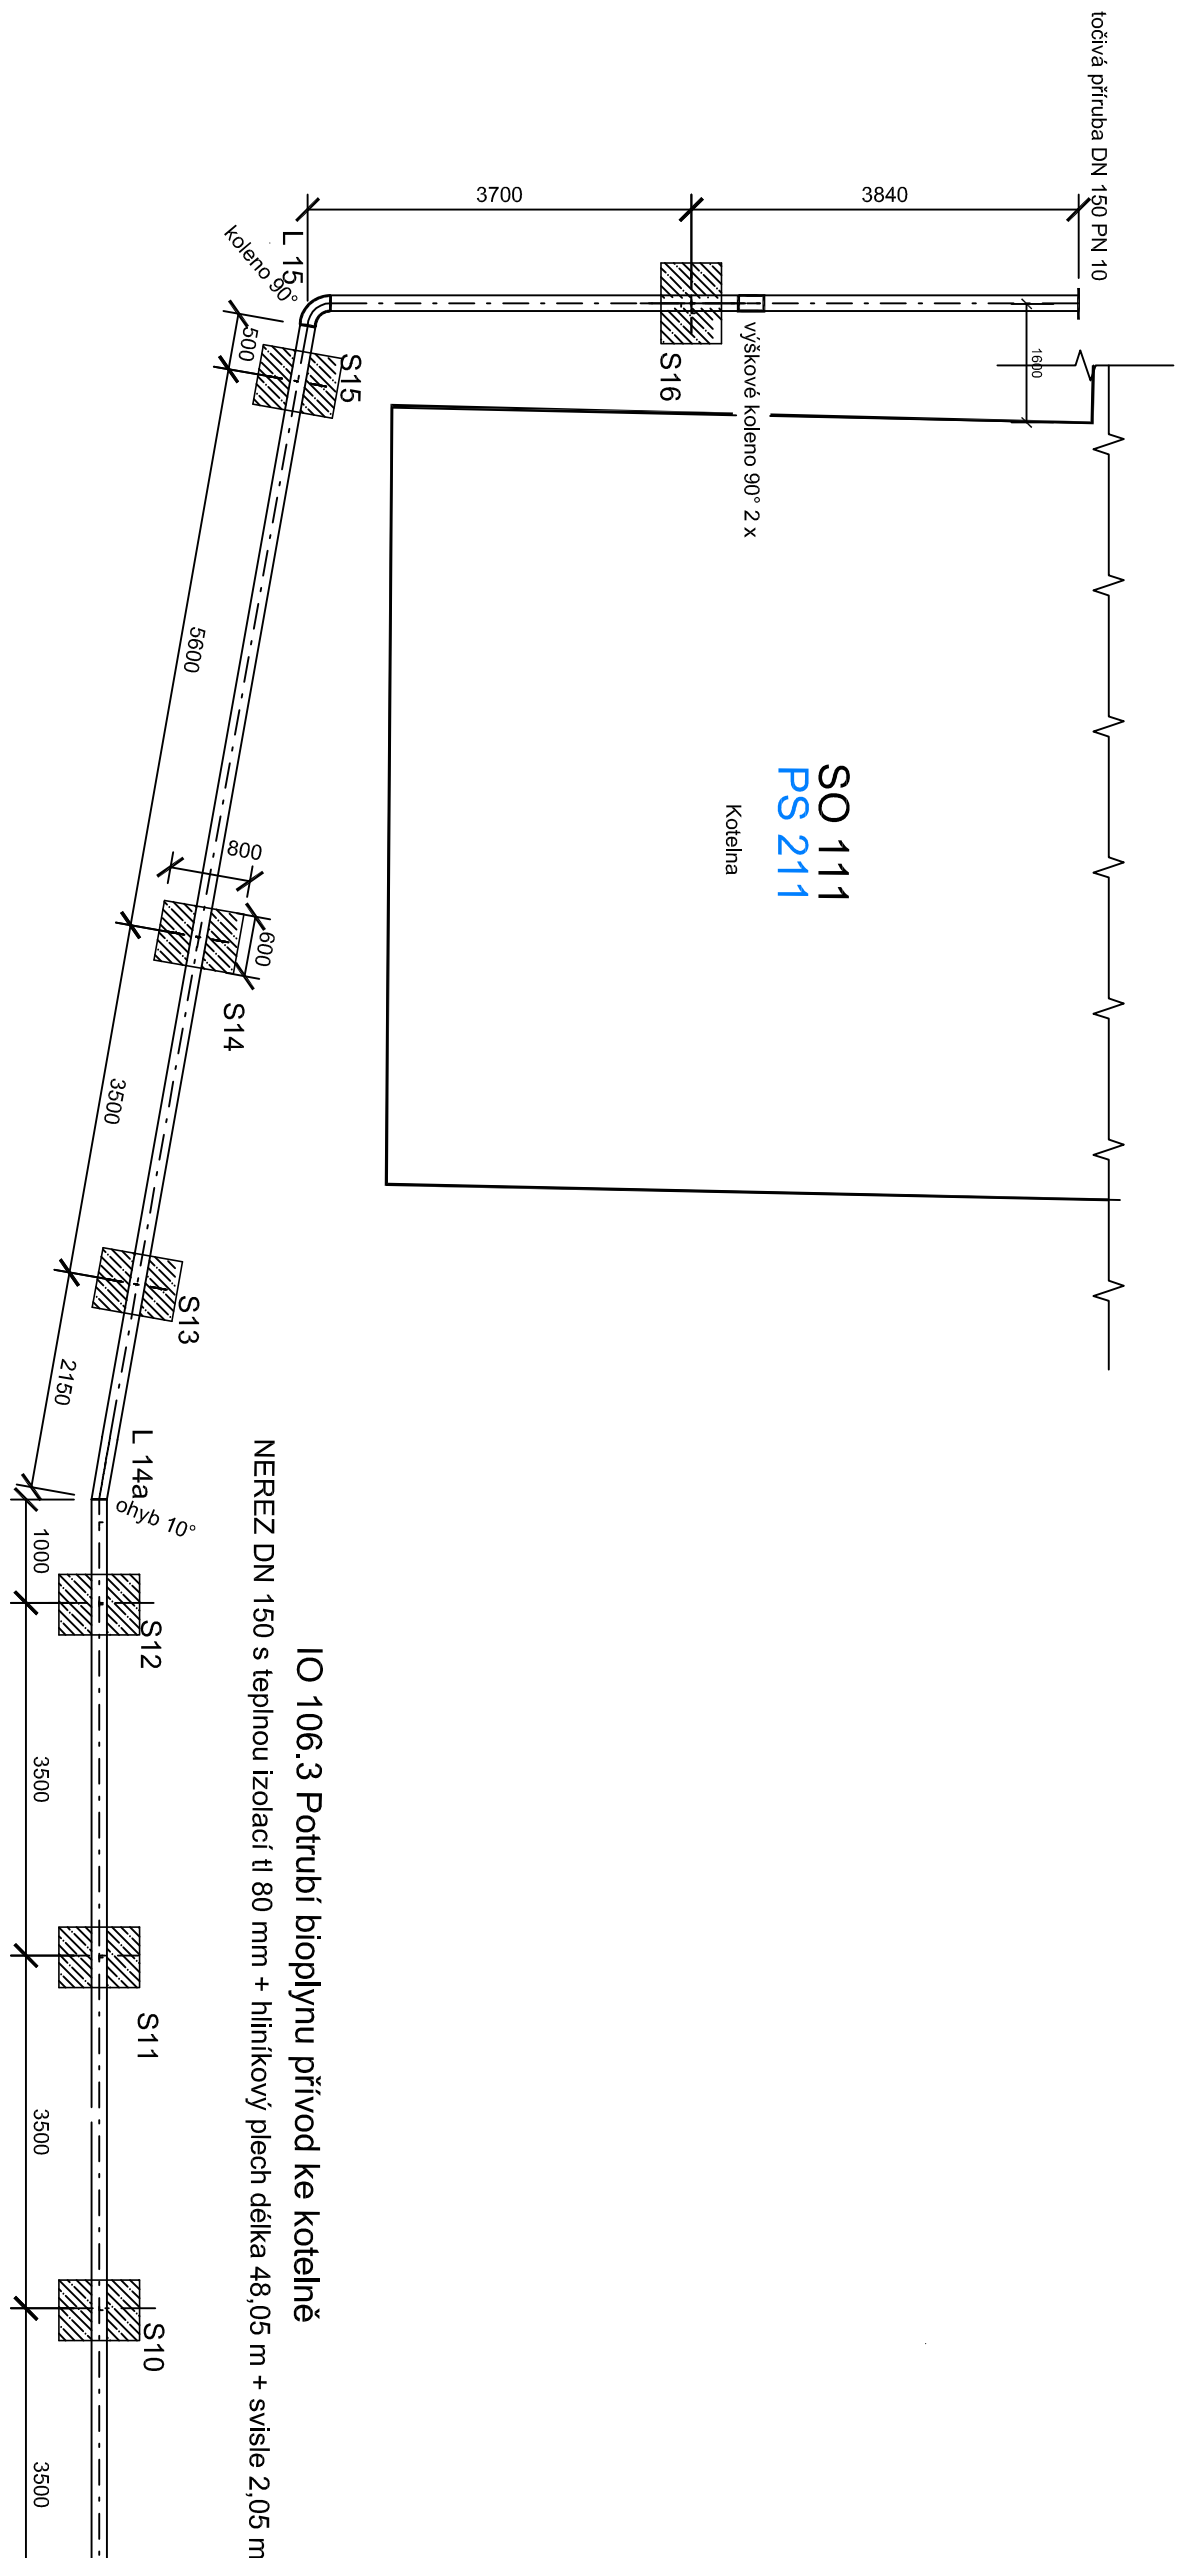 točivá příruba DN 150 PN 10
3700
3840
L 15
koleno 90°
500
S15
S16
výškové koleno 90° 2 x
1600
5600
SO 111
PS 211
Kotelna
800
600
S14
3500
S13
2150
L 14a
ohyb 10°
1000
S12
IO 106.3 Potrubí bioplynu přívod ke kotelně
NEREZ DN 150 s teplnou izolací tl 80 mm + hliníkový plech délka 48,05 m + svisle 2,05 m
3500
S11
3500
S10
3500